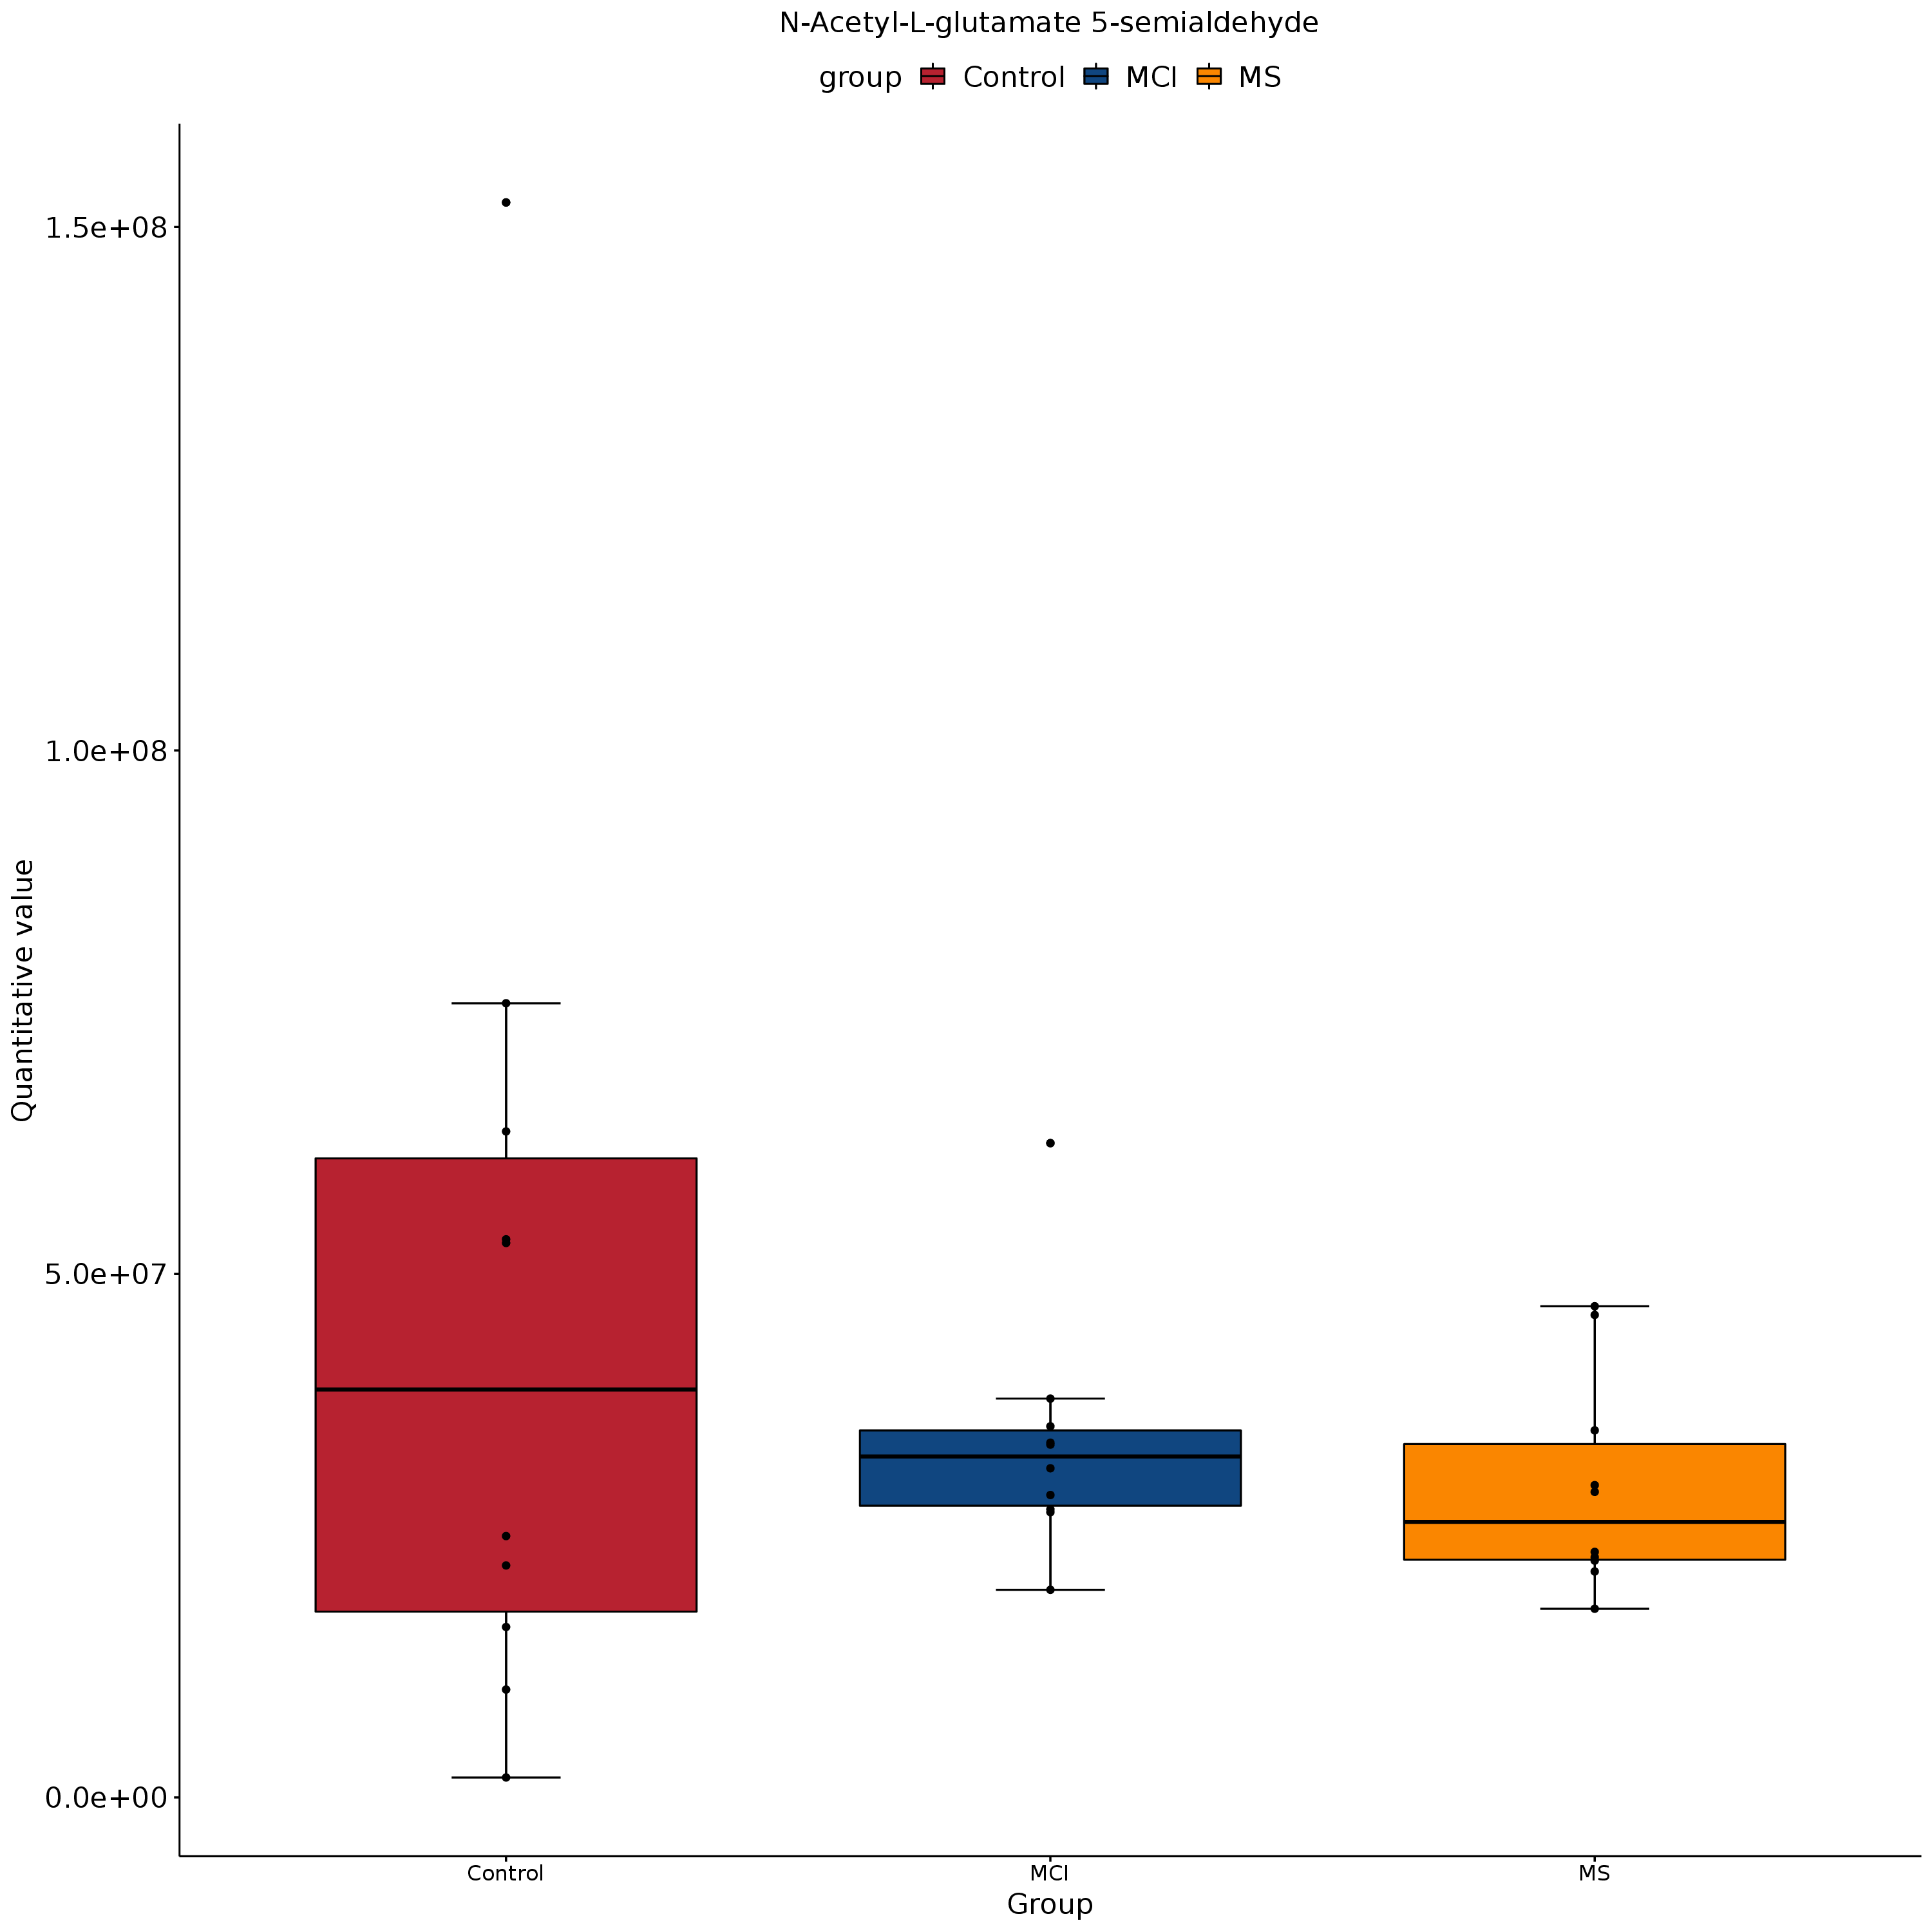 N-Acetyl-L-glutamate 5-semialdehyde
group Control MCI MS
1.5e+08
1.0e+08
5.0e+07
0.0e+00
Quantitative value
Control MCI MS
Group